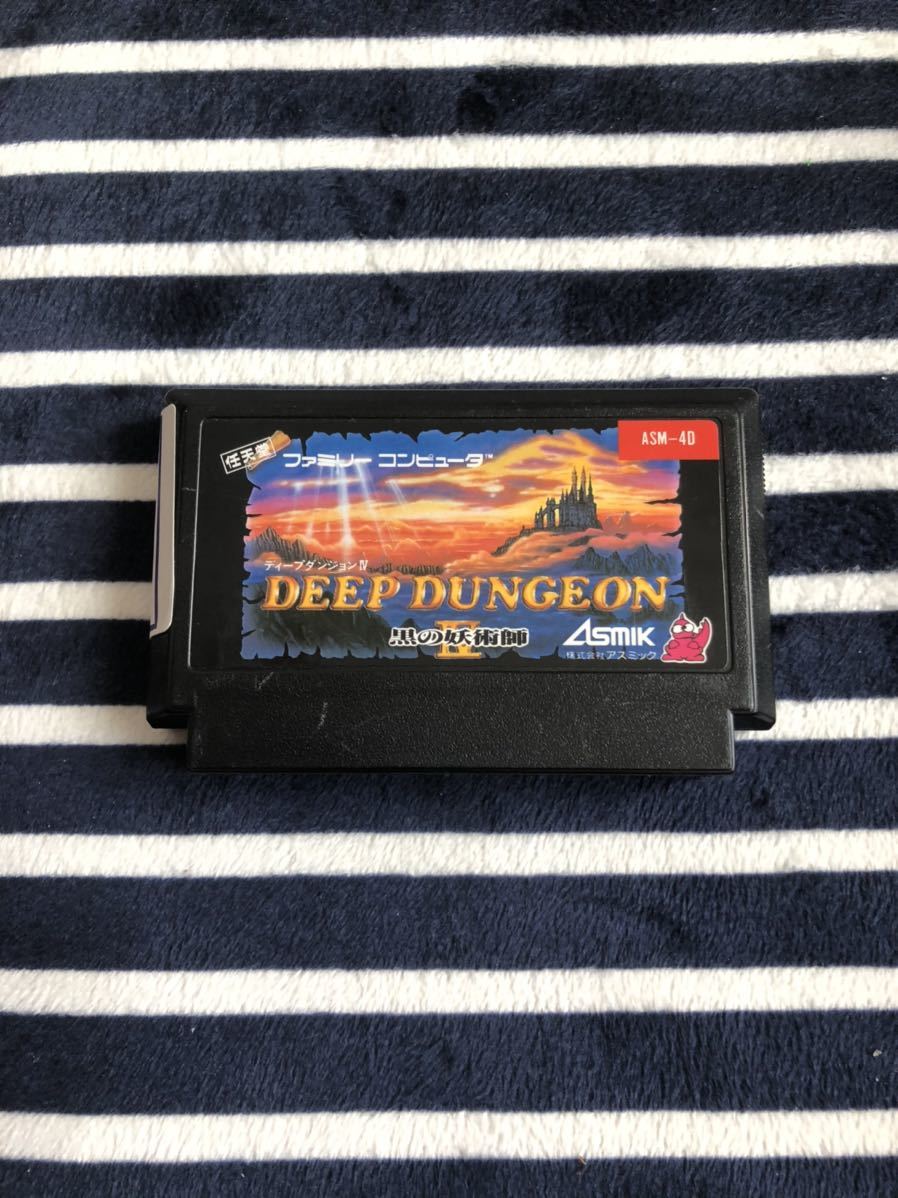 ASM-4D
任天堂
ファミリー コンピュータ™
ディープダンジョンⅣ
DEEP DUNGEON
Ⅳ
黒の妖術師
ASMIK
株式会社アスミック